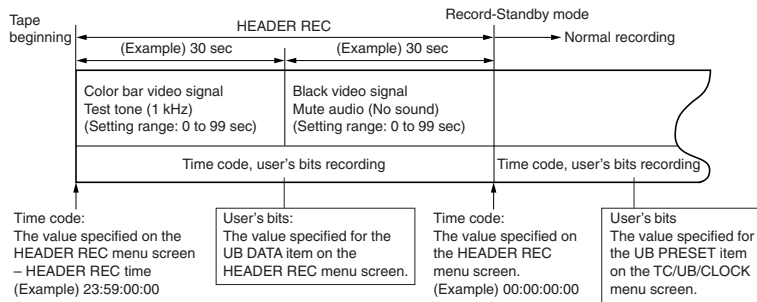 Tape
beginning
HEADER REC
Record-Standby mode
Normal recording
(Example) 30 sec
(Example) 30 sec
Color bar video signal
Test tone (1 kHz)
(Setting range: 0 to 99 sec)
Black video signal
Mute audio (No sound)
(Setting range: 0 to 99 sec)
Time code, user's bits recording
Time code, user's bits recording
Time code:
The value specified on the
HEADER REC menu screen
– HEADER REC time
(Example) 23:59:00:00
User's bits:
The value specified for the
UB DATA item on the
HEADER REC menu screen.
Time code:
The value specified on
the HEADER REC
menu screen.
(Example) 00:00:00:00
User's bits
The value specified for
the UB PRESET item
on the TC/UB/CLOCK
menu screen.